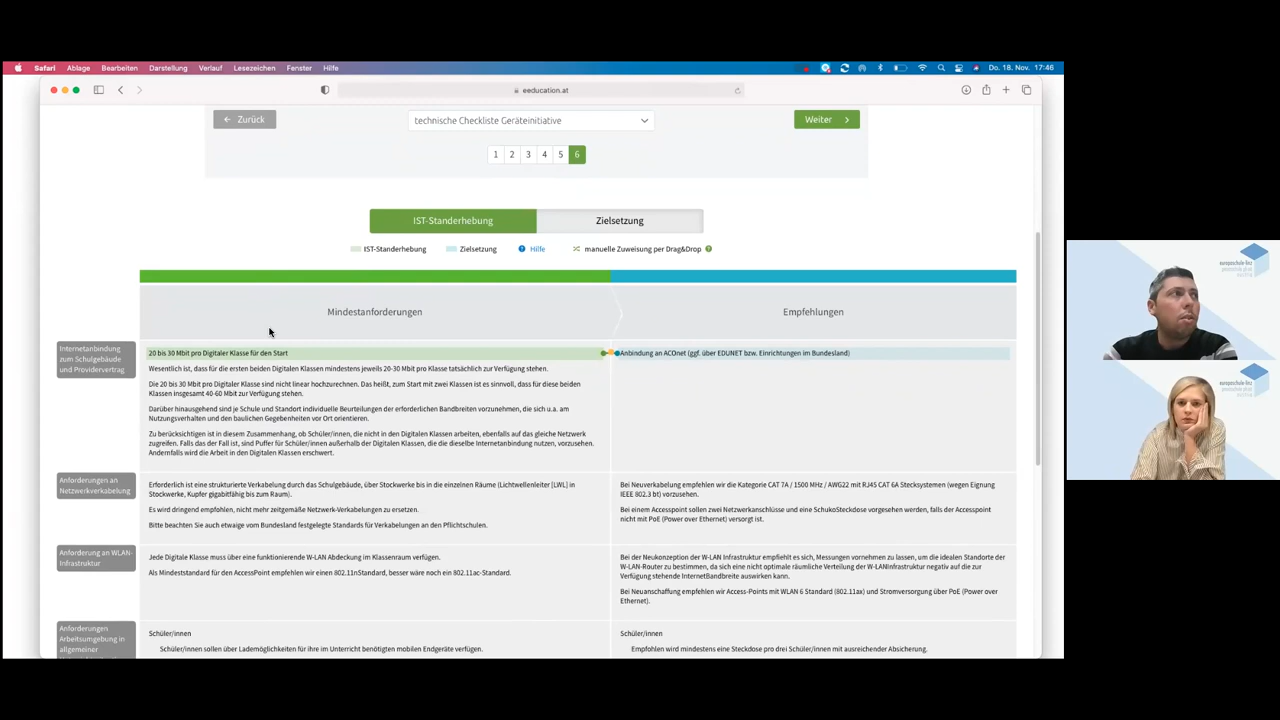 Safari Ablage Bearbeiten Darstellung Verlauf Lesezeichen Fenster Hilfe Do. 18. Nov. 17:46
eeducation.at
Zurück technische Checkliste Geräteinitiative Weiter
1 2 3 4 5 6
IST-Standerhebung Zielsetzung
IST-Standerhebung Zielsetzung Hilfe manuelle Zuweisung per Drag&Drop
Mindestanforderungen Empfehlungen
Internetanbindung
zum Schulgebäude
und Providervertrag
20 bis 30 Mbit pro Digitaler Klasse für den Start
Wesentlich ist, dass für die ersten beiden Digitalen Klassen mindestens jeweils 20-30 Mbit pro Klasse tatsächlich zur Verfügung stehen.
Die 20 bis 30 Mbit pro Digitaler Klasse sind nicht linear hochzurechnen. Das heißt, zum Start mit zwei Klassen ist es sinnvoll, dass für diese beiden
Klassen insgesamt 40-60 Mbit zur Verfügung stehen.
Darüber hinausgehend sind je Schule und Standort individuelle Beurteilungen der erforderlichen Bandbreiten vorzunehmen, die sich u.a. am
Nutzungsverhalten und den baulichen Gegebenheiten vor Ort orientieren.
Zu berücksichtigen ist in diesem Zusammenhang, ob Schüler/innen, die nicht in den Digitalen Klassen arbeiten, ebenfalls auf das gleiche Netzwerk
zugreifen. Falls das der Fall ist, sind Puffer für Schüler/innen außerhalb der Digitalen Klassen, die die dieselbe Internetanbindung nutzen, vorzusehen.
Andernfalls wird die Arbeit in den Digitalen Klassen erschwert.
Anbindung an ACOnet (ggf. über EDUNET bzw. Einrichtungen im Bundesland)
Anforderungen an
Netzwerkverkabelung
Erforderlich ist eine strukturierte Verkabelung durch das Schulgebäude, über Stockwerke bis in die einzelnen Räume (Lichtwellenleiter [LWL] in
Stockwerke, Kupfer gigabitfähig bis zum Raum).
Es wird dringend empfohlen, nicht mehr zeitgemäße Netzwerk-Verkabelungen zu ersetzen.
Bitte beachten Sie auch etwaige vom Bundesland festgelegte Standards für Verkabelungen an den Pflichtschulen.
Bei Neuverkabelung empfehlen wir die Kategorie CAT 7A / 1500 MHz / AWG22 mit RJ45 CAT 6A Stecksystemen (wegen Eignung
IEEE 802.3 bt) vorzusehen.
Bei einem Accesspoint sollen zwei Netzwerkanschlüsse und eine SchukoSteckdose vorgesehen werden, falls der Accesspoint
nicht mit PoE (Power over Ethernet) versorgt ist.
Anforderung an WLAN-
Infrastruktur
Jede Digitale Klasse muss über eine funktionierende W-LAN Abdeckung im Klassenraum verfügen.
Als Mindeststandard für den AccessPoint empfehlen wir einen 802.11nStandard, besser wäre noch ein 802.11ac-Standard.
Bei der Neukonzeption der W-LAN Infrastruktur empfiehlt es sich, Messungen vornehmen zu lassen, um die idealen Standorte der
W-LAN-Router zu bestimmen, da sich eine nicht optimale räumliche Verteilung der W-LANInfrastruktur negativ auf die zur
Verfügung stehende InternetBandbreite auswirken kann.
Bei Neuanschaffung empfehlen wir Access-Points mit WLAN 6 Standard (802.11ax) und Stromversorgung über PoE (Power over
Ethernet).
Anforderungen
Arbeitsumgebung in
allgemeiner
Schüler/innen
Schüler/innen sollen über Lademöglichkeiten für ihre im Unterricht benötigten mobilen Endgeräte verfügen.
Schüler/innen
Empfohlen wird mindestens eine Steckdose pro drei Schüler/innen mit ausreichender Absicherung.
europaschule-linz
europaschule-linz